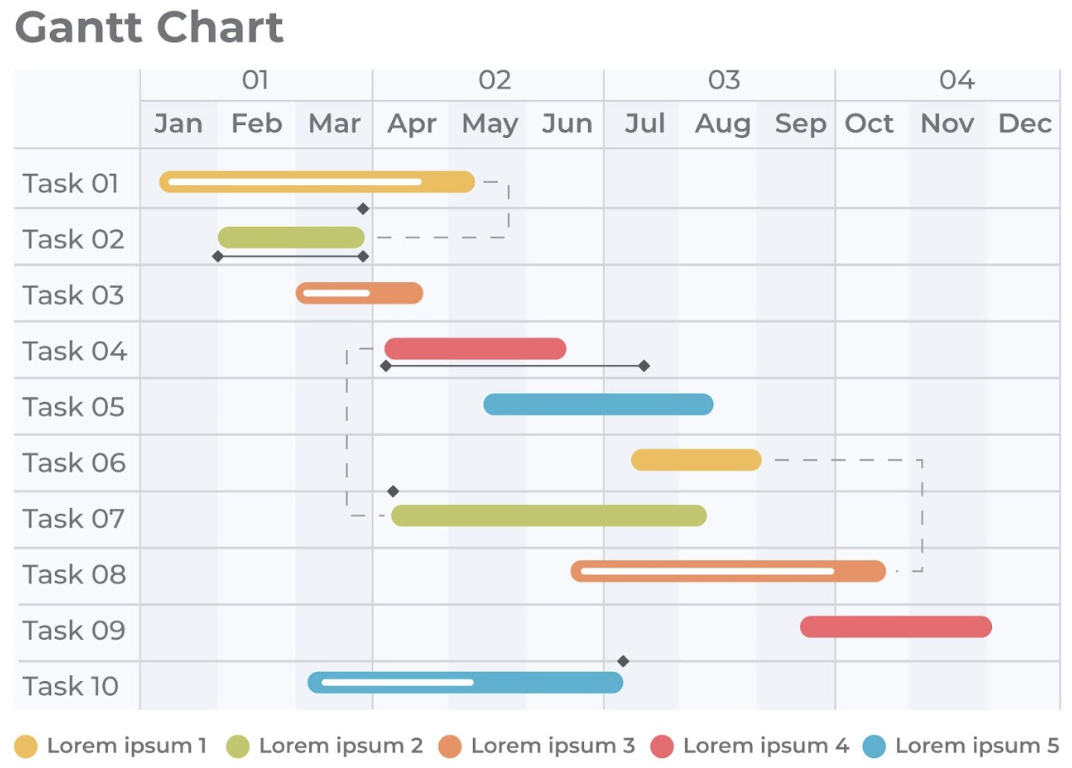 Gantt Chart
01 02 03 04
Jan Feb Mar Apr May Jun Jul Aug Sep Oct Nov Dec
Task 01
Task 02
Task 03
Task 04
Task 05
Task 06
Task 07
Task 08
Task 09
Task 10
Lorem ipsum 1 Lorem ipsum 2 Lorem ipsum 3 Lorem ipsum 4 Lorem ipsum 5